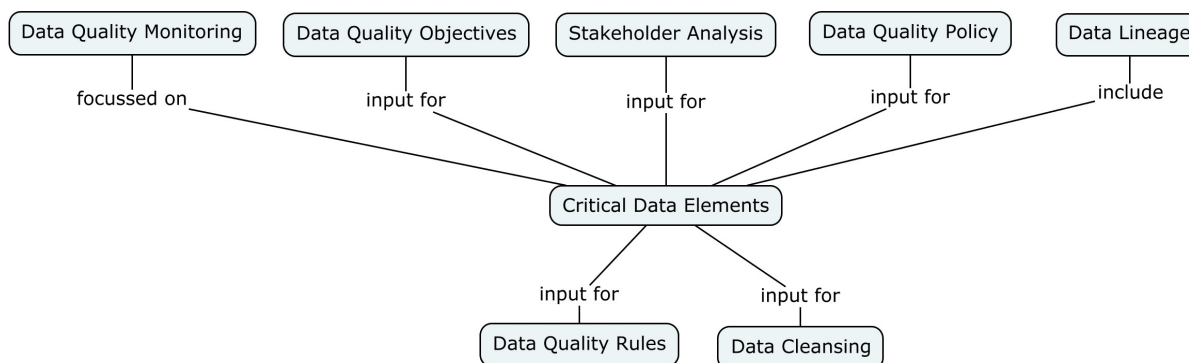 Data Quality Monitoring
Data Quality Objectives
Stakeholder Analysis
Data Quality Policy
Data Lineage
focussed on
input for
input for
input for
include
Critical Data Elements
input for
input for
Data Quality Rules
Data Cleansing